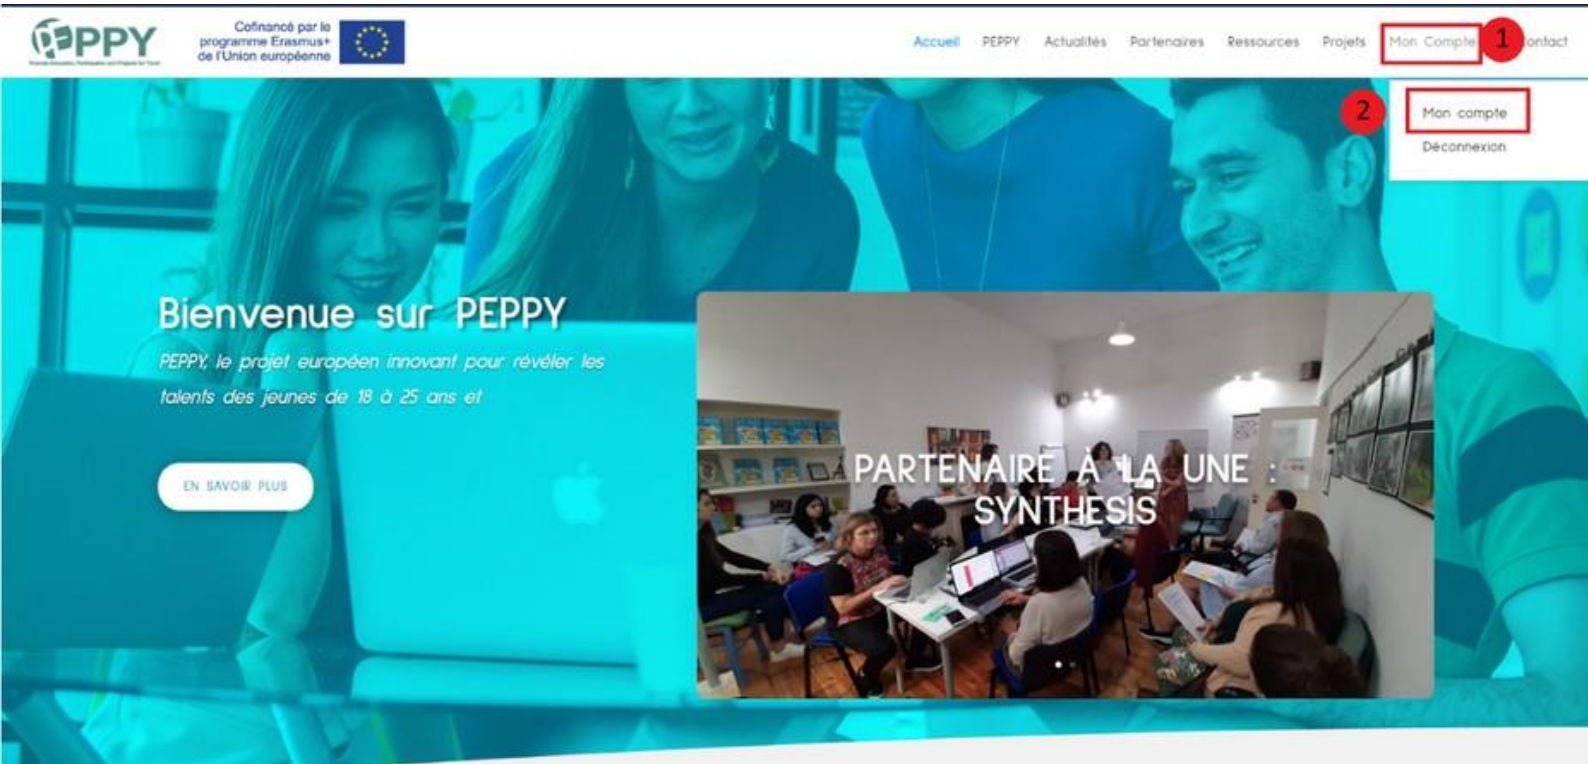 PEPPY
Cofinancé par le
programme Erasmus+
de l'Union européenne
Accueil PEPPY Actualités Partenaires Ressources Projets Mon Compte 1 ontact
2 Mon compte
Déconnexion
Bienvenue sur PEPPY
PEPPY, le projet européen innovant pour révéler les
talents des jeunes de 18 à 25 ans et
EN SAVOIR PLUS
PARTENAIRE À LA UNE :
SYNTHESIS